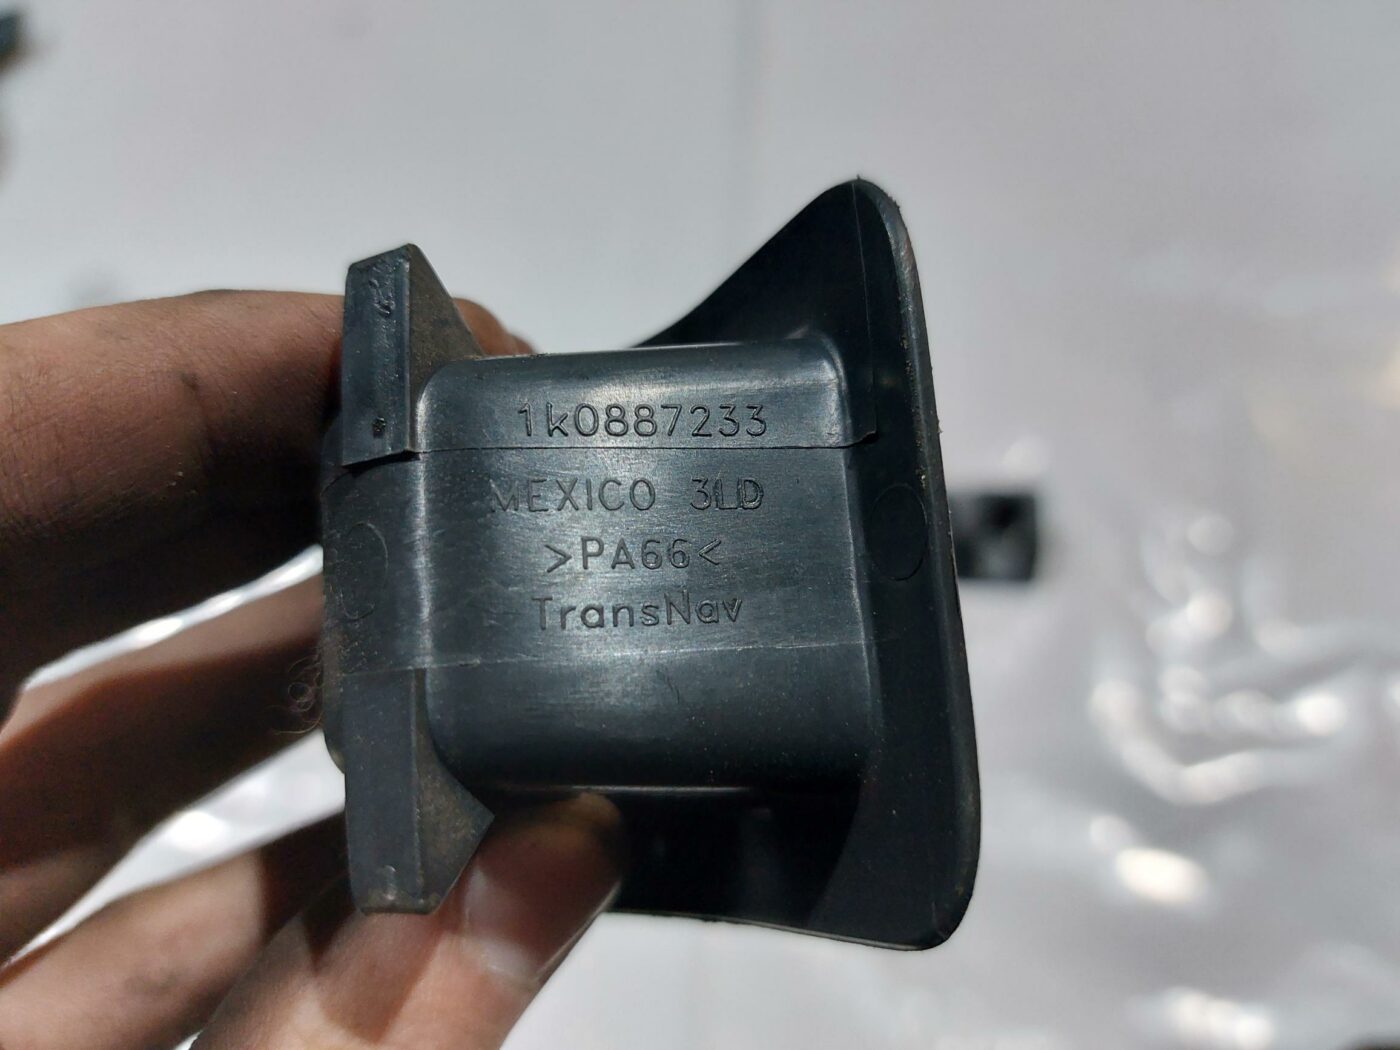 1k0887233
MEXICO 3LD
>PA66<
TransNav